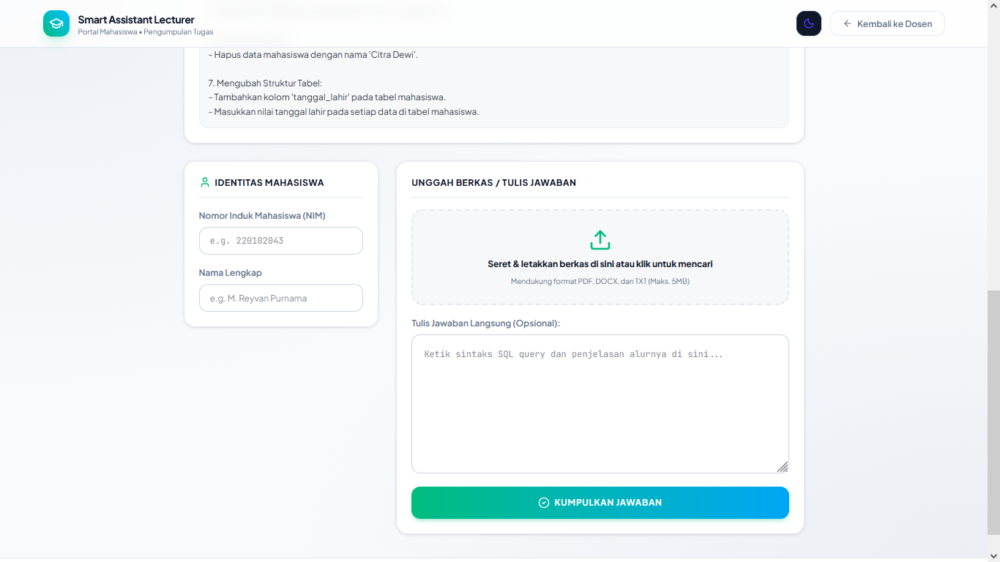 Smart Assistant Lecturer
Portal Mahasiswa • Pengumpulan Tugas
Kembali ke Dosen
- Hapus data mahasiswa dengan nama 'Citra Dewi'.
7. Mengubah Struktur Tabel:
- Tambahkan kolom 'tanggal_lahir' pada tabel mahasiswa.
- Masukkan nilai tanggal lahir pada setiap data di tabel mahasiswa.
IDENTITAS MAHASISWA
Nomor Induk Mahasiswa (NIM)
e.g. 220102043
Nama Lengkap
e.g. M. Reyvan Purnama
UNGGAH BERKAS / TULIS JAWABAN
Seret & letakkan berkas di sini atau klik untuk mencari
Mendukung format PDF, DOCX, dan TXT (Maks. 5MB)
Tulis Jawaban Langsung (Opsional):
Ketik sintaks SQL query dan penjelasan alurnya di sini...
KUMPULKAN JAWABAN